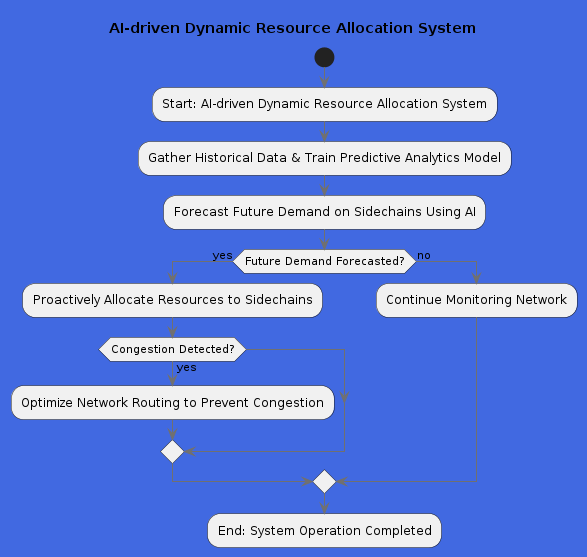 AI-driven Dynamic Resource Allocation System
Start: AI-driven Dynamic Resource Allocation System
Gather Historical Data & Train Predictive Analytics Model
Forecast Future Demand on Sidechains Using AI
yes
Future Demand Forecasted?
no
Proactively Allocate Resources to Sidechains
Continue Monitoring Network
Congestion Detected?
yes
Optimize Network Routing to Prevent Congestion
End: System Operation Completed